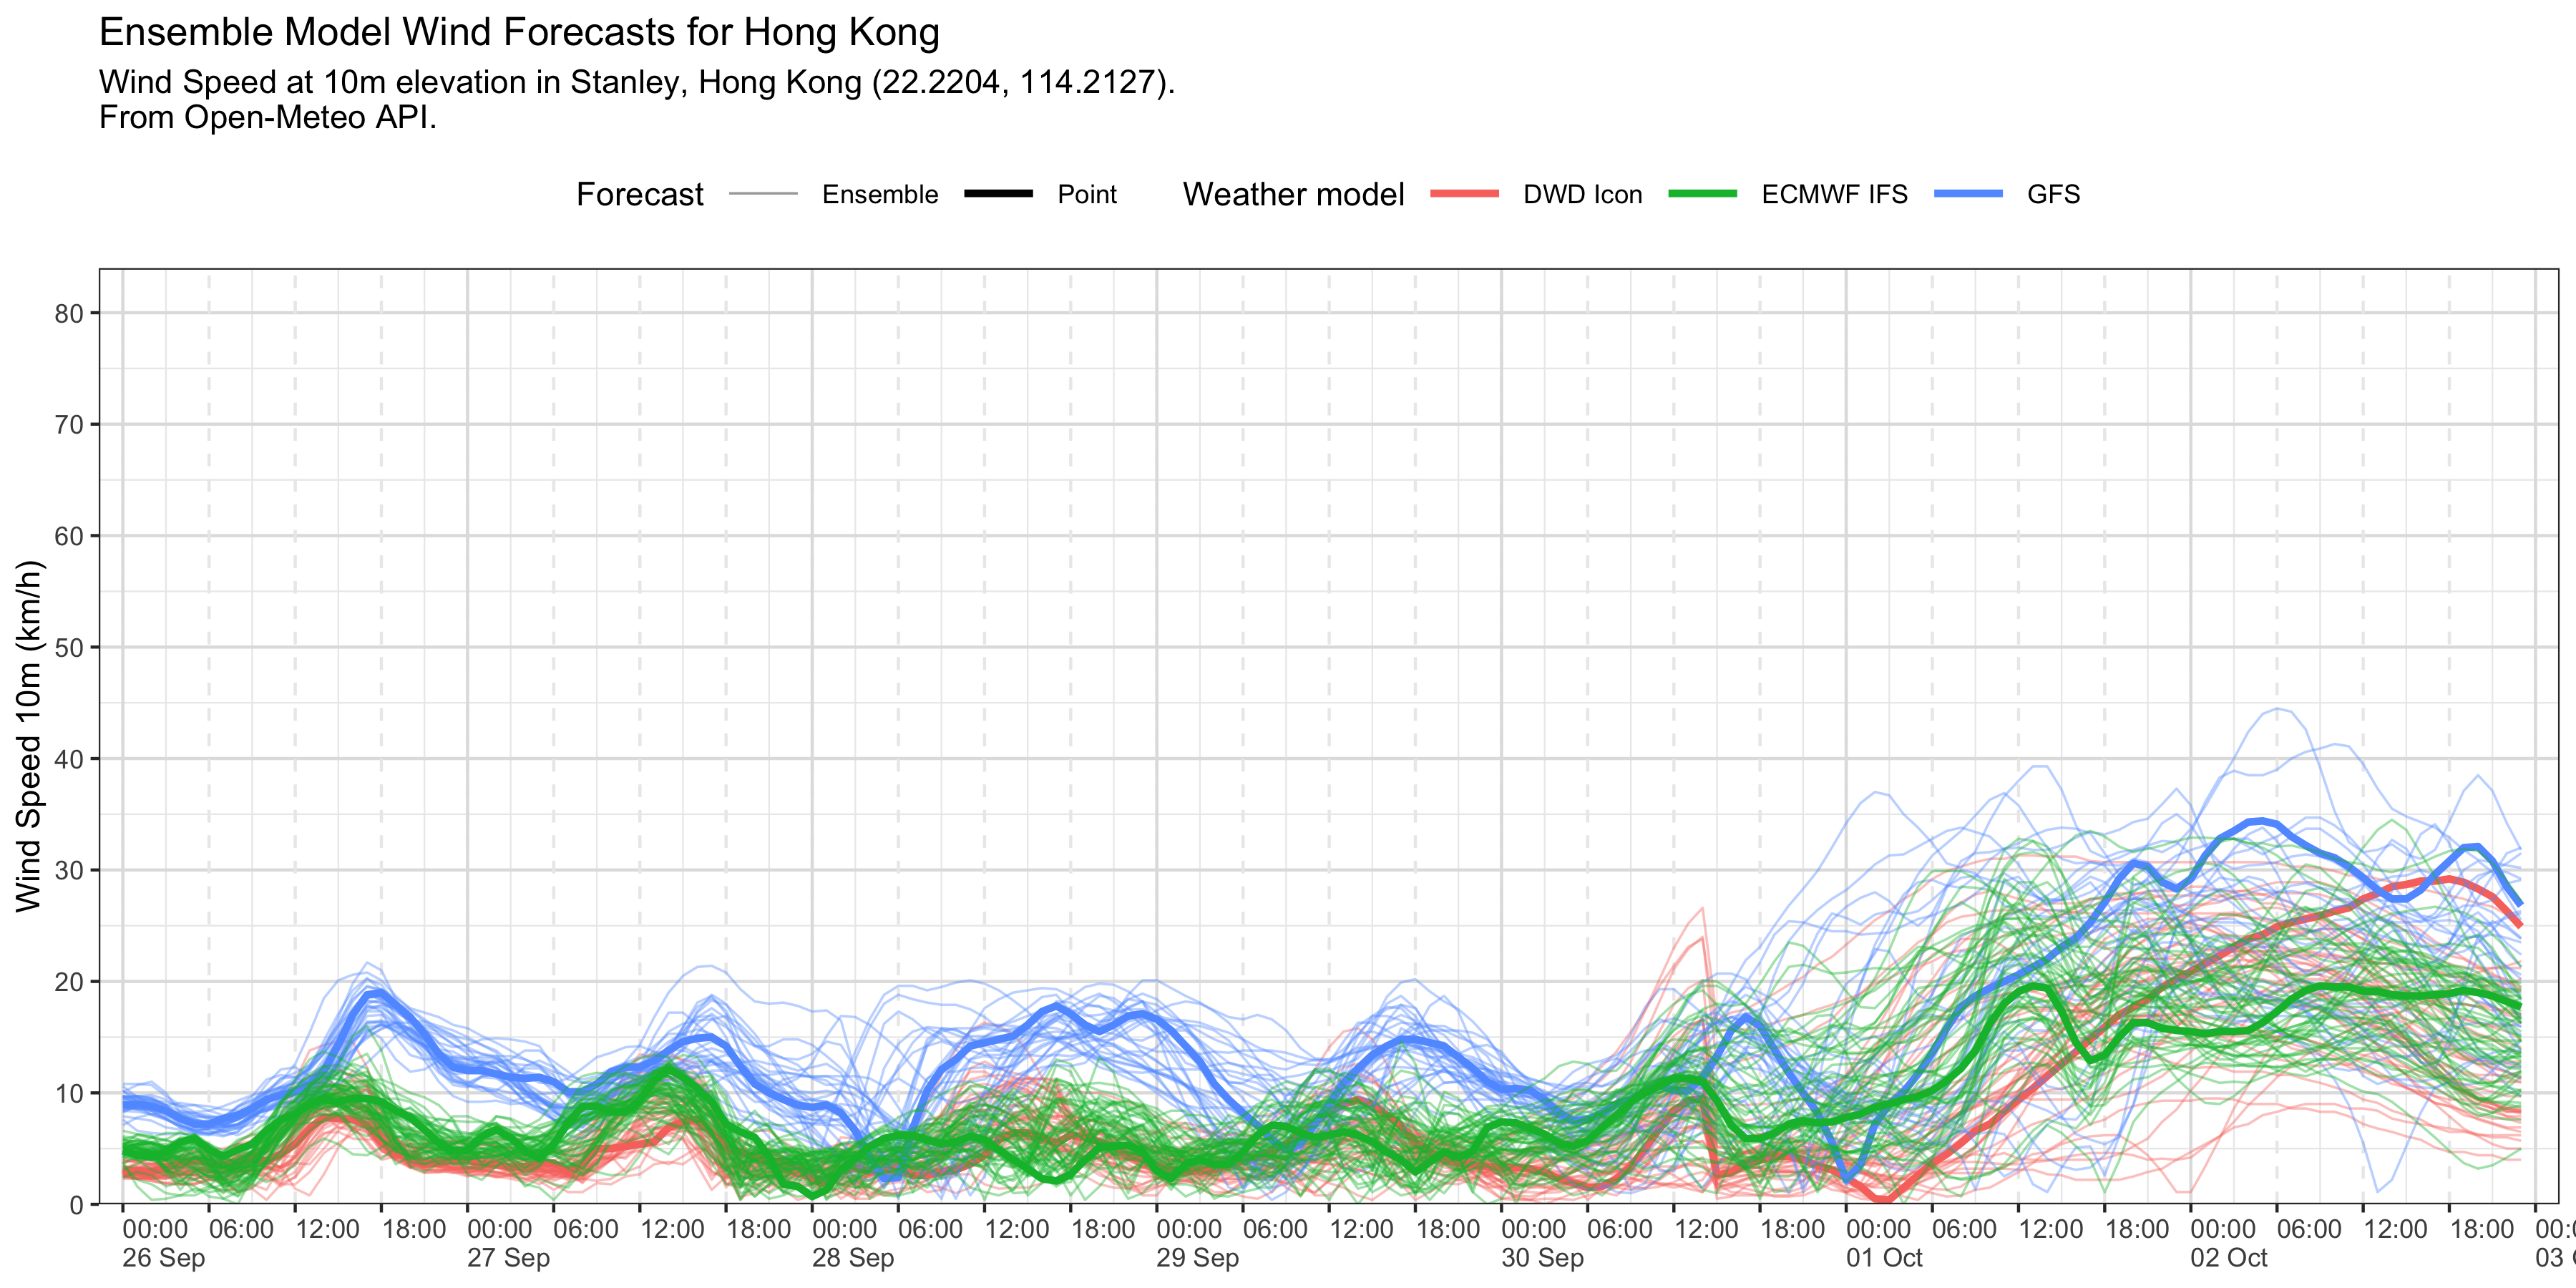 Ensemble Model Wind Forecasts for Hong Kong
Wind Speed at 10m elevation in Stanley, Hong Kong (22.2204, 114.2127).
From Open-Meteo API.
Forecast Ensemble Point Weather model DWD Icon ECMWF IFS GFS
Wind Speed 10m (km/h)
80
70
60
50
40
30
20
10
0
00:00 06:00 12:00 18:00 00:00 06:00 12:00 18:00 00:00 06:00 12:00 18:00 00:00 06:00 12:00 18:00 00:00 06:00 12:00 18:00 00:00 06:00 12:00 18:00 00:00 06:00 12:00 18:00
26 Sep 27 Sep 28 Sep 29 Sep 30 Sep 01 Oct 02 Oct 03